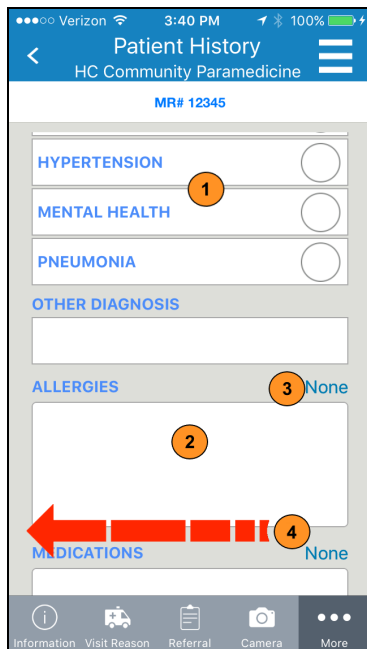 Verizon 3:40 PM 100%
Patient History
HC Community Paramedicine
MR# 12345
HYPERTENSION
1
MENTAL HEALTH
PNEUMONIA
OTHER DIAGNOSIS
ALLERGIES 3 None
2
4
MEDICATIONS None
Information Visit Reason Referral Camera More